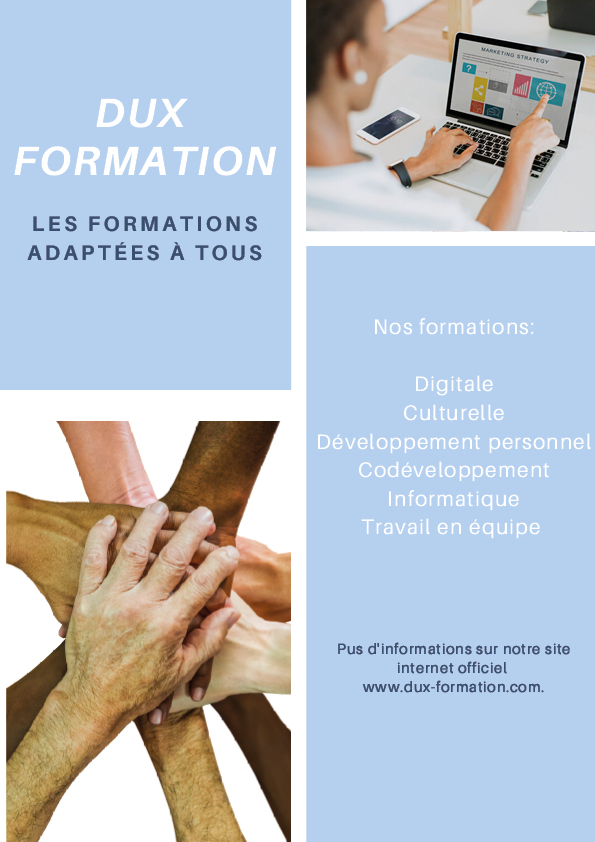 DUX
FORMATION
LES FORMATIONS
ADAPTÉES À TOUS
MARKETING STRATEGY
Nos formations:
Digitale
Culturelle
Développement personnel
Codéveloppement
Informatique
Travail en équipe
Pus d'informations sur notre site
internet officiel
www.dux-formation.com.